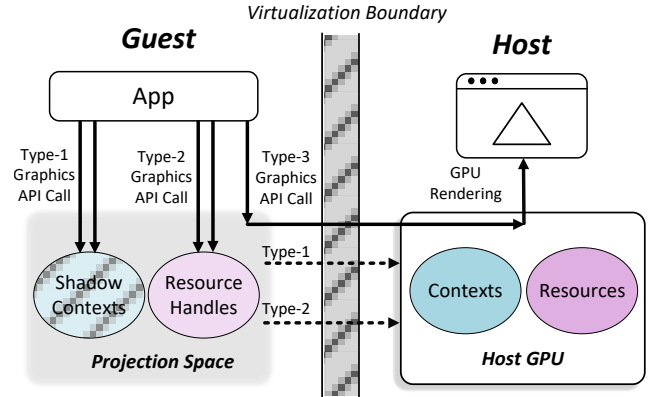 Virtualization Boundary
Guest
Host
App
Type-1
Graphics
API Call
Type-2
Graphics
API Call
Type-3
Graphics
API Call
GPU
Rendering
Type-1
Type-2
Shadow
Contexts
Resource
Handles
Contexts
Resources
Projection Space
Host GPU